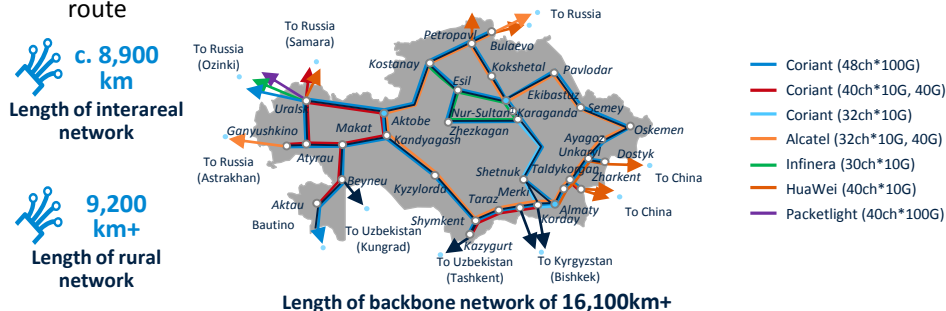 route
c. 8,900
km
Length of interareal
network
9,200
km+
Length of rural
network
To Russia
(Ozinki)
To Russia
(Samara)
To Russia
Petropavl
Bulaevo
Kostanay
Kokshetal
Esil
Pavlodar
Ekibastuz
Uralsk
Nur-Sultan
Karaganda
Semey
Ganyushkino
Makat
Aktobe
Zhezkagan
Oskemen
Ayagoz
Kandyagash
Unkaryl
Dostyk
To Russia
(Astrakhan)
Atyrau
Shetnuk
Taldykorgan
To China
Beyneu
Kyzylorda
Merki
Zharkent
Aktau
Taraz
To China
Bautino
Shymkent
Korday
Almaty
To Uzbekistan
(Kungrad)
Kazygurt
To Uzbekistan
(Tashkent)
To Kyrgyzstan
(Bishkek)
Length of backbone network of 16,100km+
Coriant (48ch*100G)
Coriant (40ch*10G, 40G)
Coriant (32ch*10G)
Alcatel (32ch*10G, 40G)
Infinera (30ch*10G)
HuaWei (40ch*10G)
Packetlight (40ch*100G)